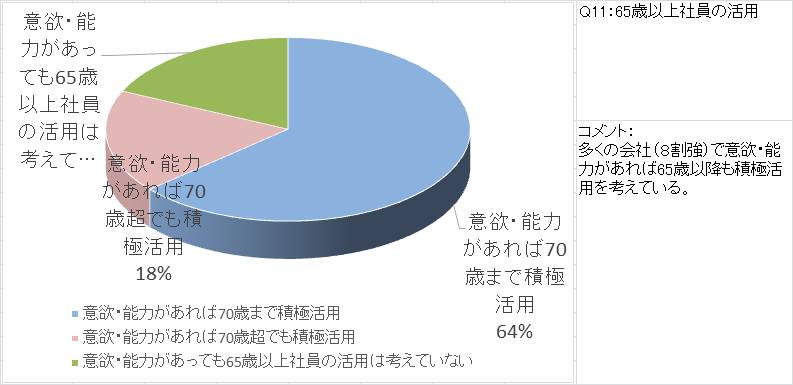 意欲・能
力があっ
ても65歳
以上社員
の活用は
考えて…
意欲・能力
があれば70
歳超でも積
極活用
18%
意欲・能力
があれば70
歳まで積極
活用
64%
意欲・能力があれば70歳まで積極活用
意欲・能力があれば70歳超でも積極活用
意欲・能力があっても65歳以上社員の活用は考えていない
Q11:65歳以上社員の活用
コメント:
多くの会社(8割強)で意欲・能
力があれば65歳以降も積極活
用を考えている。